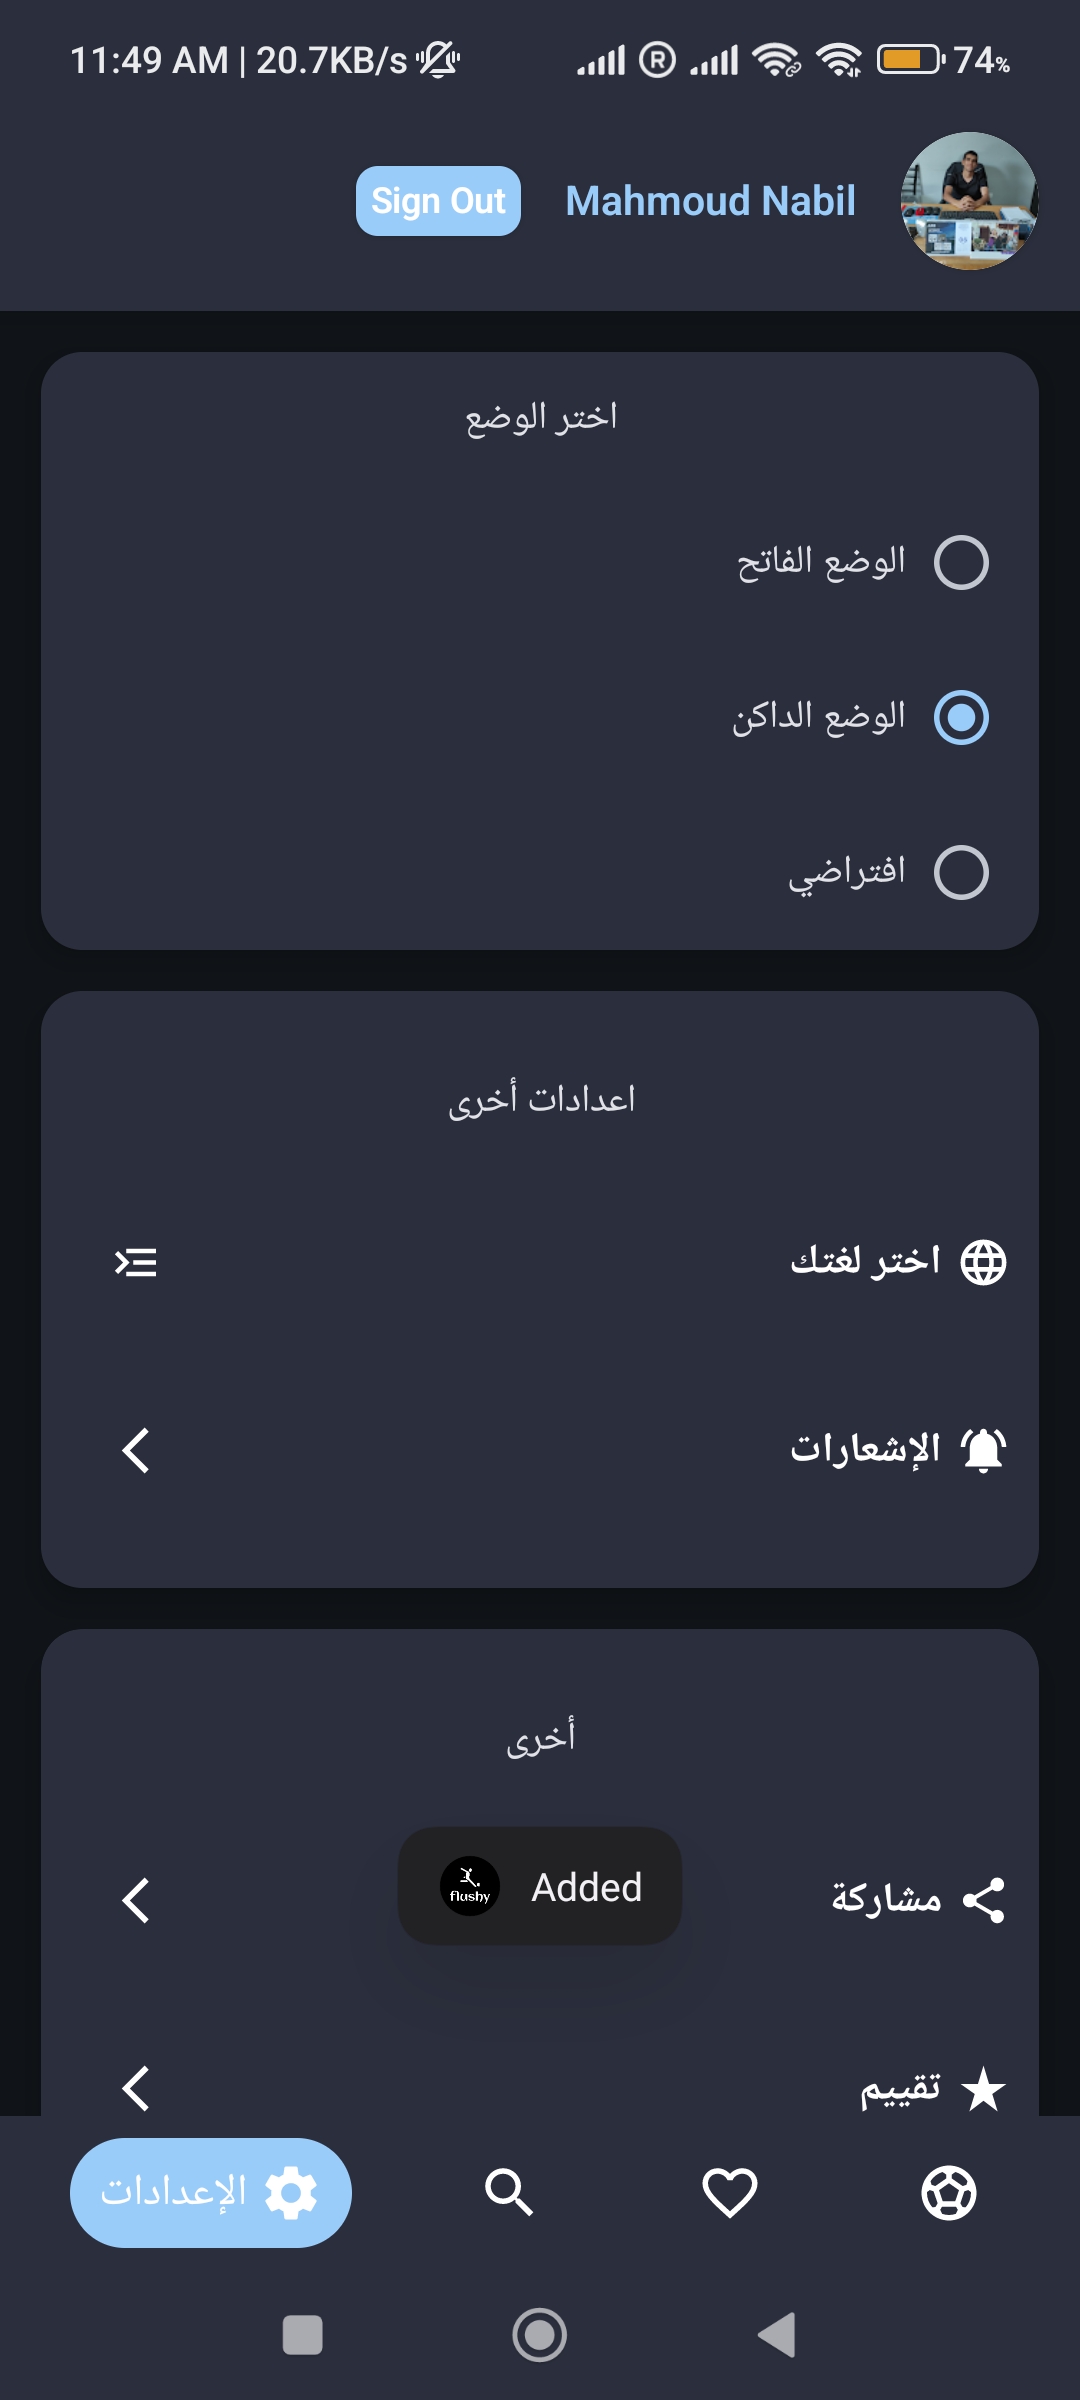 11:49 AM | 20.7KB/s
74%
Mahmoud Nabil
Sign Out
اختر الوضع
الوضع الفاتح
الوضع الداكن
افتراضي
اعدادات أخرى
اختر لغتك
الإشعارات
أخرى
مشاركة
flushy Added
تقييم
الإعدادات